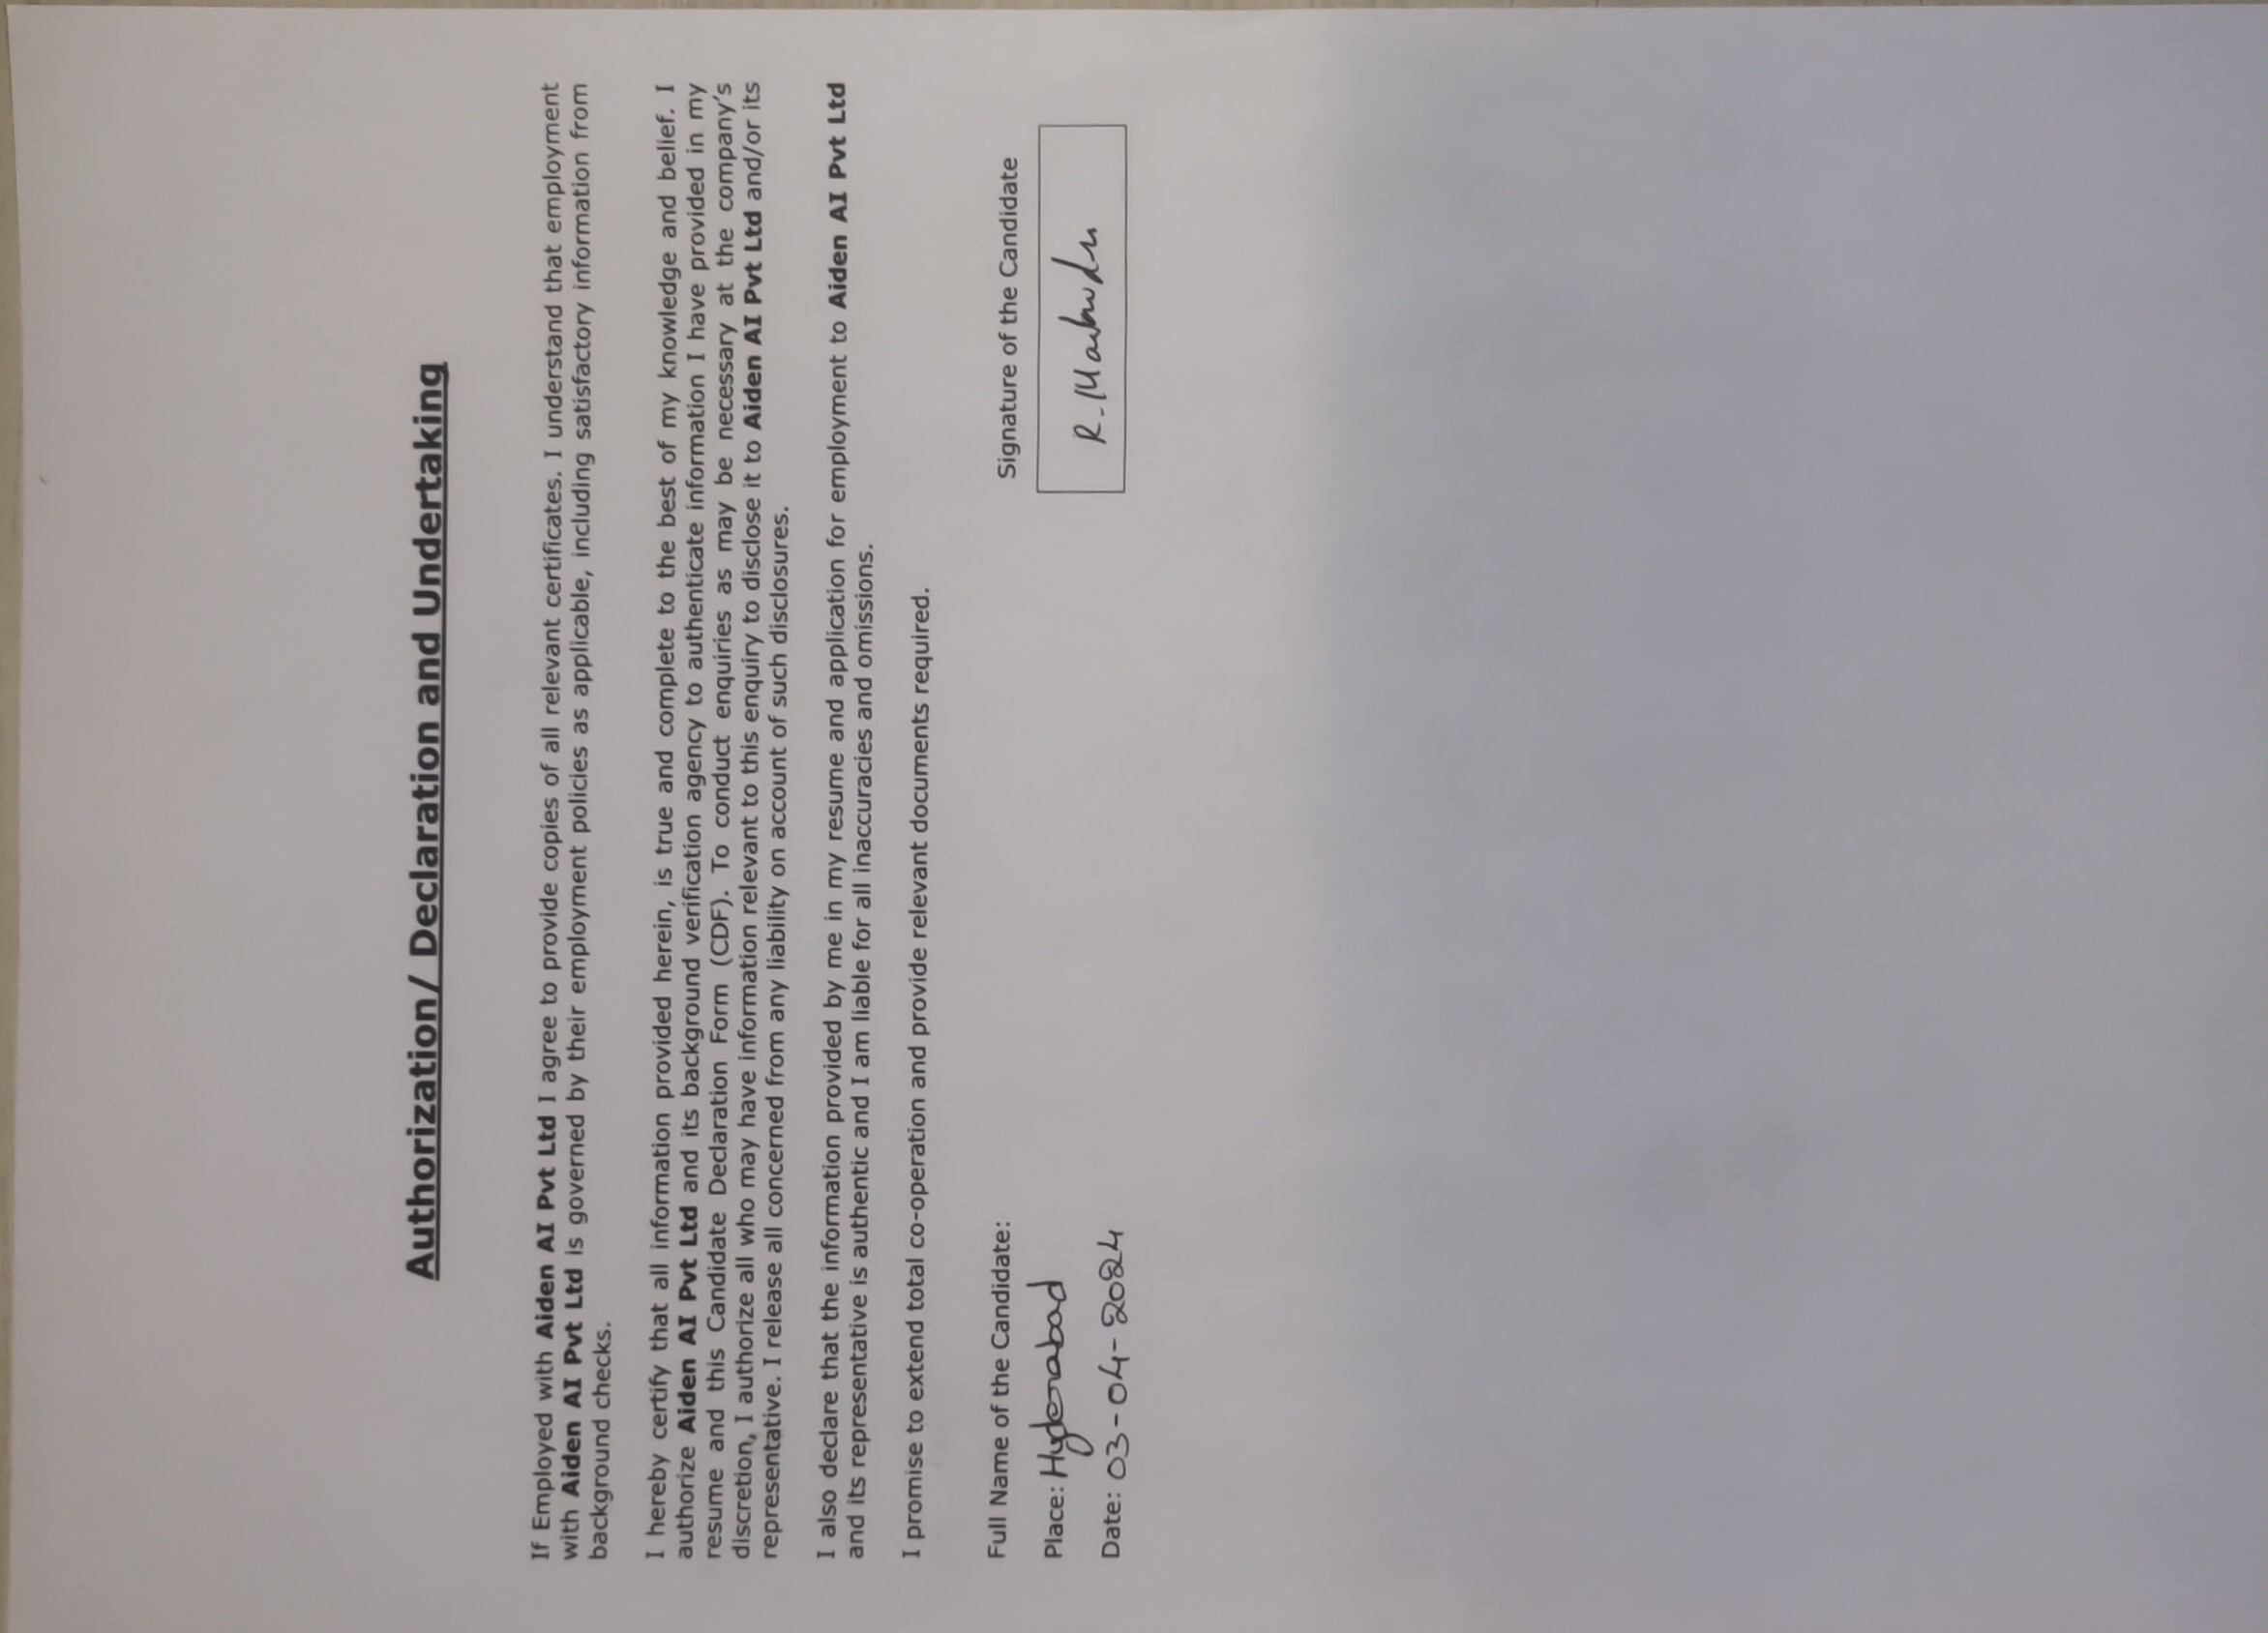 Authorization/ Declaration and Undertaking
If Employed with Aiden AI Pvt Ltd I agree to provide copies of all relevant certificates. I understand that employment
with Aiden AI Pvt Ltd is governed by their employment policies as applicable, including satisfactory information from
background checks.
I hereby certify that all information provided herein, is true and complete to the best of my knowledge and belief. I
authorize Aiden AI Pvt Ltd and its background verification agency to authenticate information I have provided in my
resume and this Candidate Declaration Form (CDF). To conduct enquiries as may be necessary at the company's
discretion, I authorize all who may have information relevant to this enquiry to disclose it to Aiden AI Pvt Ltd and/or its
representative. I release all concerned from any liability on account of such disclosures.
I also declare that the information provided by me in my resume and application for employment to Aiden AI Pvt Ltd
and its representative is authentic and I am liable for all inaccuracies and omissions.
I promise to extend total co-operation and provide relevant documents required.
Full Name of the Candidate:
Place: Hyderabad
Date: 03-04-2024
Signature of the Candidate
R.